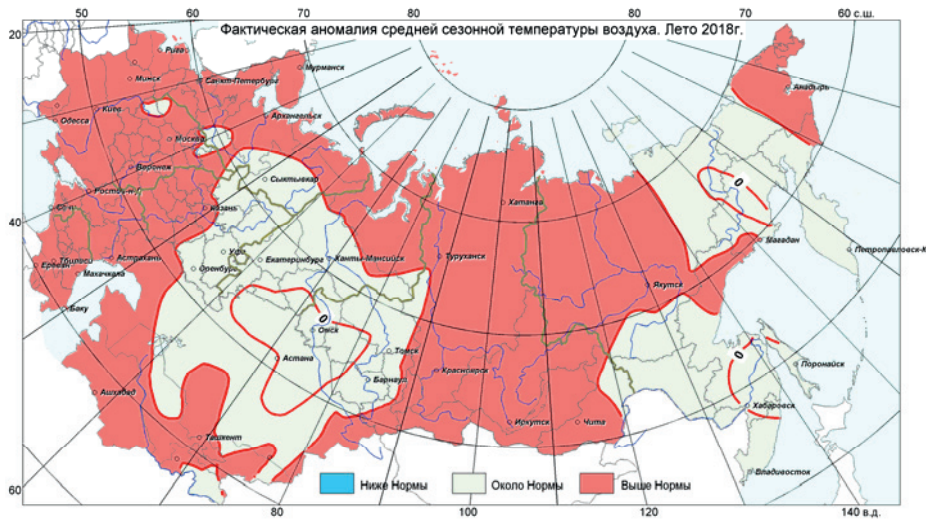 50
60
70
80
80
70
60 с.ш.
20
Фактическая аномалия средней сезонной температуры воздуха. Лето 2018г.
Рига
Мурманск
Минск
Санкт-Петербург
Анадырь
Киев
60
Одесса
Архангельск
Москва
Воронеж
Сыктывкар
0
Ростов-н/Д
Казань
Хатанга
40
Магадан
Уфа
Петропавловск-К
Тбилиси
Астрахань
Екатеринбург
Ханты-Мансийск
Туруханск
Ереван
Махачкала
Оренбург
Якутск
Баку
0
Омск
Астана
Томск
0
Поронайск
Красноярск
Барнаул
Ашхабад
Хабаровск
Иркутск
Чита
Ташкент
Владивосток
Ниже Нормы
Около Нормы
Выше Нормы
60
80
100
120
140 в.д.